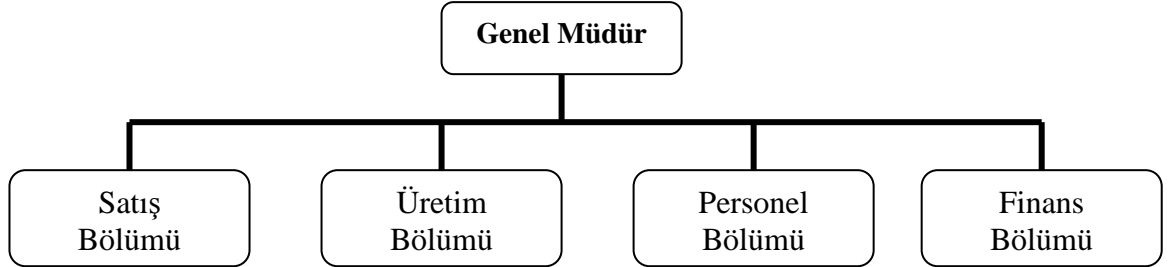 Genel Müdür
Satış
Bölümü
Üretim
Bölümü
Personel
Bölümü
Finans
Bölümü